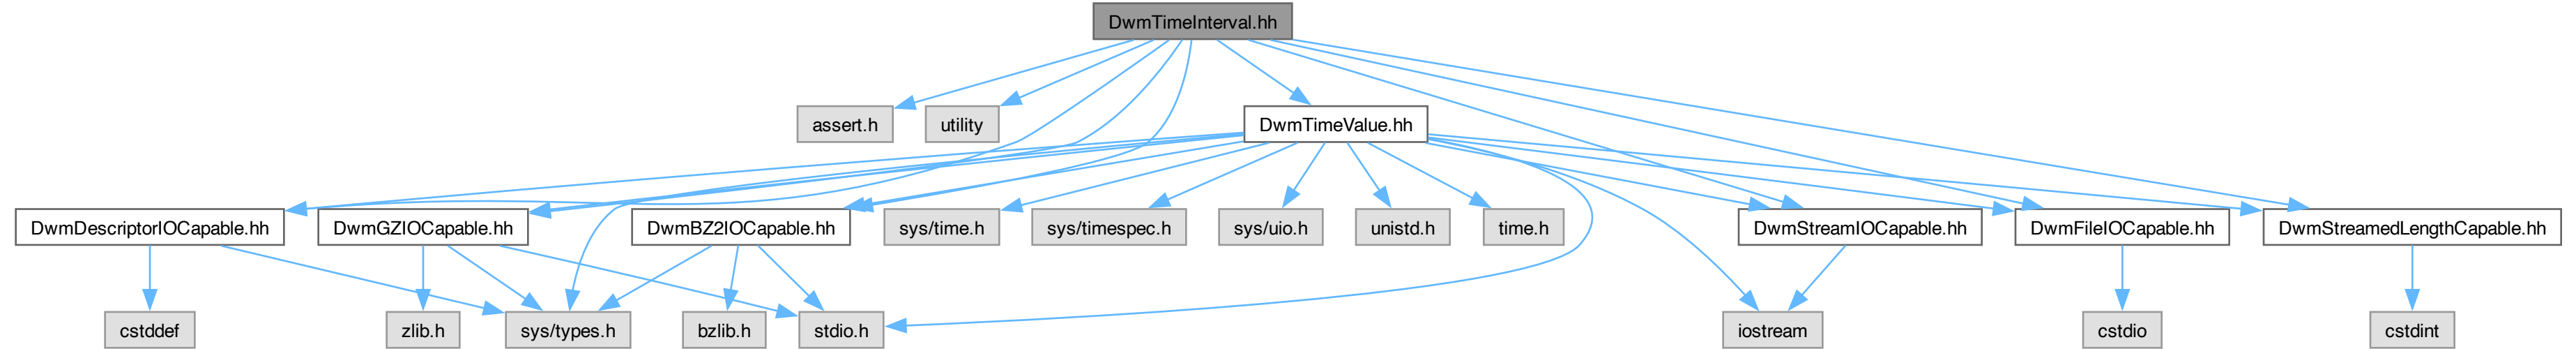 DwmTimeInterval.hh
assert.h
utility
DwmTimeValue.hh
DwmDescriptorIOCapable.hh
DwmGZIOCapable.hh
DwmBZ2IOCapable.hh
sys/time.h
sys/timespec.h
sys/uio.h
unistd.h
time.h
DwmStreamIOCapable.hh
DwmFileIOCapable.hh
DwmStreamedLengthCapable.hh
cstddef
zlib.h
sys/types.h
bzlib.h
stdio.h
iostream
cstdio
cstdint